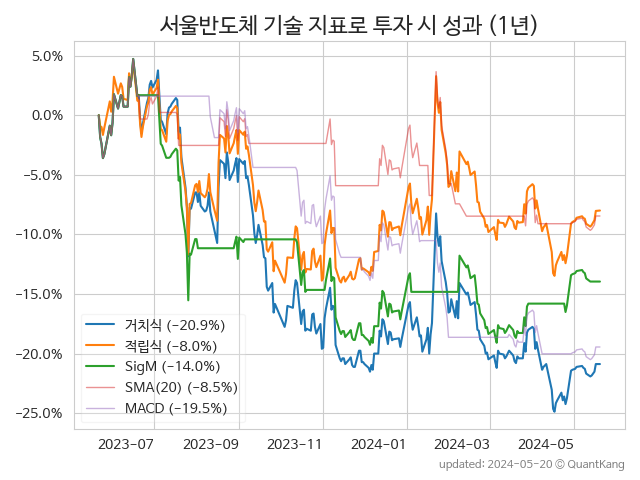 서울반도체 기술 지표로 투자 시 성과 (1년)
5.0%
0.0%
−5.0%
−10.0%
−15.0%
−20.0%
−25.0%
거치식 (−20.9%)
적립식 (−8.0%)
SigM (−14.0%)
SMA(20) (−8.5%)
MACD (−19.5%)
2023-07 2023-09 2023-11 2024-01 2024-03 2024-05
updated: 2024-05-20 © QuantKang